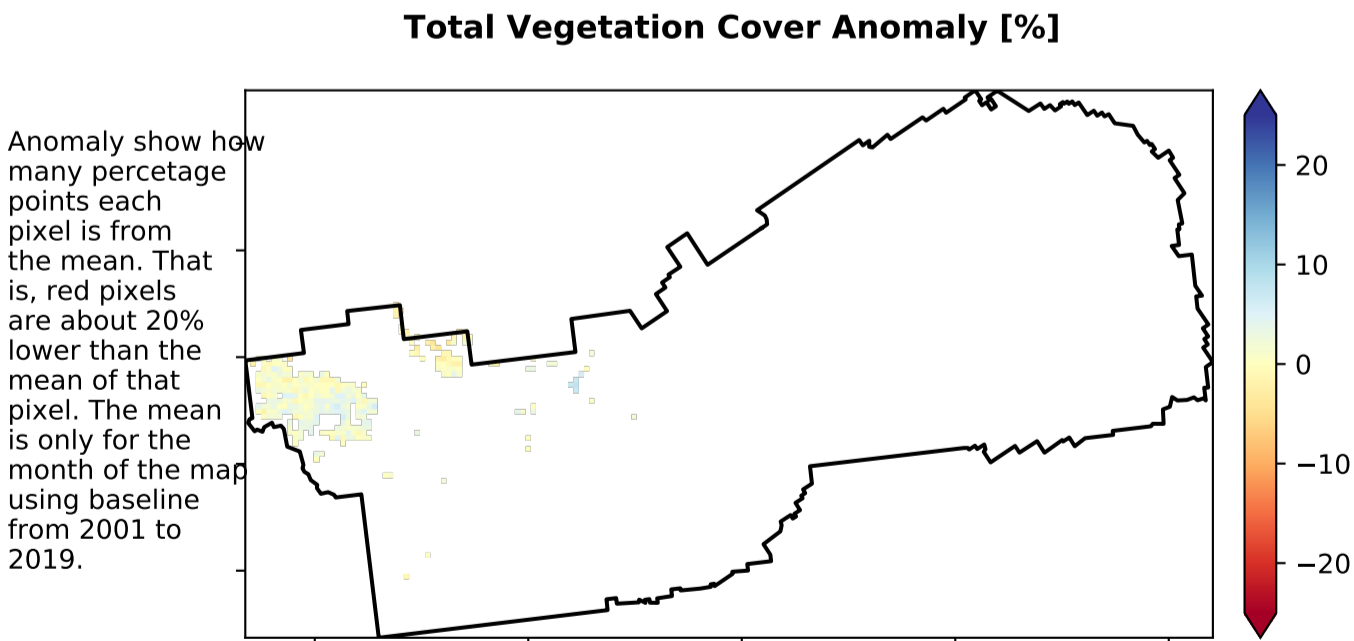 Total Vegetation Cover Anomaly [%]
Anomaly show how
many percetage
points each
pixel is from
the mean. That
is, red pixels
are about 20%
lower than the
mean of that
pixel. The mean
is only for the
month of the map
using baseline
from 2001 to
2019.
20
10
0
−10
−20